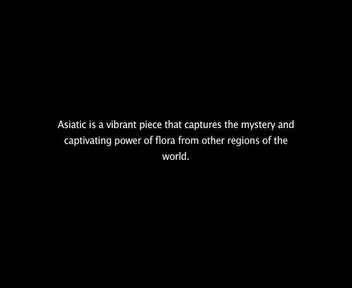 Asiatic is a vibrant piece that captures the mystery and
captivating power of flora from other regions of the
world.